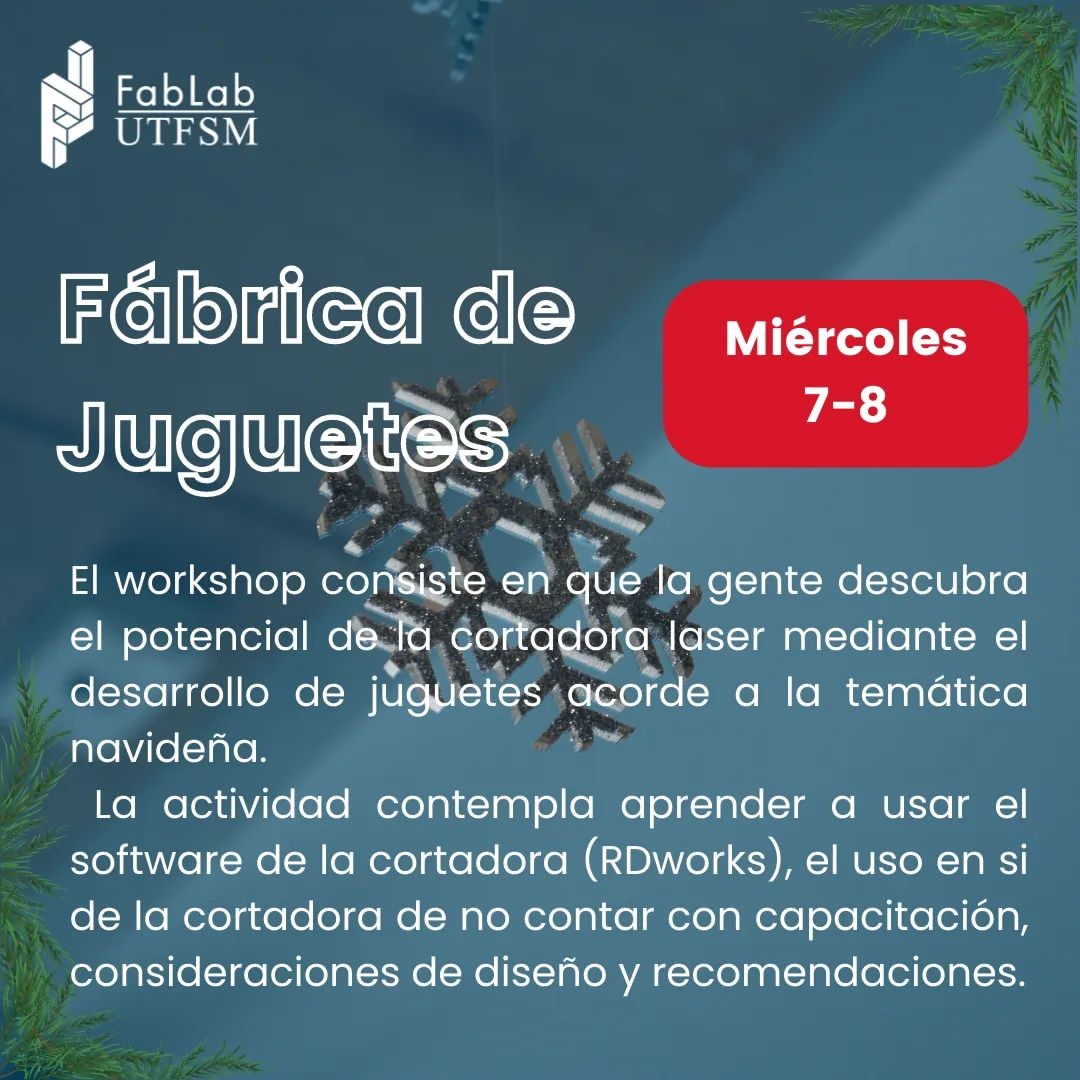 FabLab
UTFSM
Fábrica de
Juguetes
Miércoles
7-8
El workshop consiste en que la gente descubra
el potencial de la cortadora laser mediante el
desarrollo de juguetes acorde a la temática
navideña.
La actividad contempla aprender a usar el
software de la cortadora (RDworks), el uso en si
de la cortadora de no contar con capacitación,
consideraciones de diseño y recomendaciones.